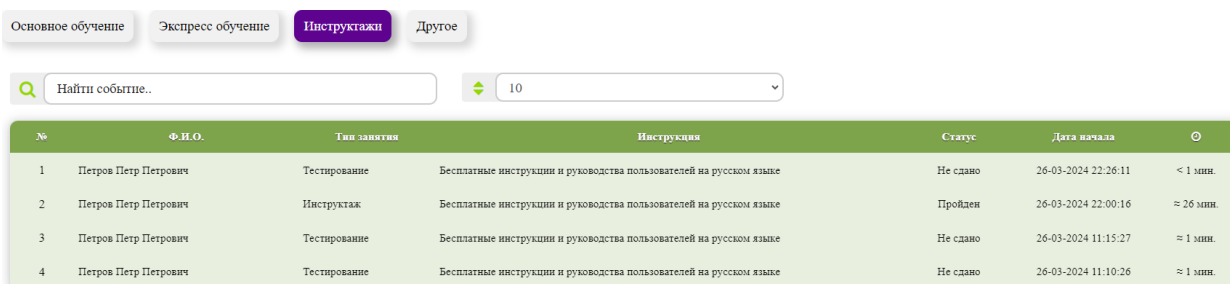 Основное обучение Экспресс обучение Инструктажи Другое
Найти событие.. 10
№ Ф.И.О. Тип занятия Инструкция Статус Дата начала
1 Петров Петр Петрович Тестирование Бесплатные инструкции и руководства пользователей на русском языке Не сдано 26-03-2024 22:26:11 < 1 мин.
2 Петров Петр Петрович Инструктаж Бесплатные инструкции и руководства пользователей на русском языке Пройден 26-03-2024 22:00:16 ≈ 26 мин.
3 Петров Петр Петрович Тестирование Бесплатные инструкции и руководства пользователей на русском языке Не сдано 26-03-2024 11:15:27 ≈ 1 мин.
4 Петров Петр Петрович Тестирование Бесплатные инструкции и руководства пользователей на русском языке Не сдано 26-03-2024 11:10:26 ≈ 1 мин.